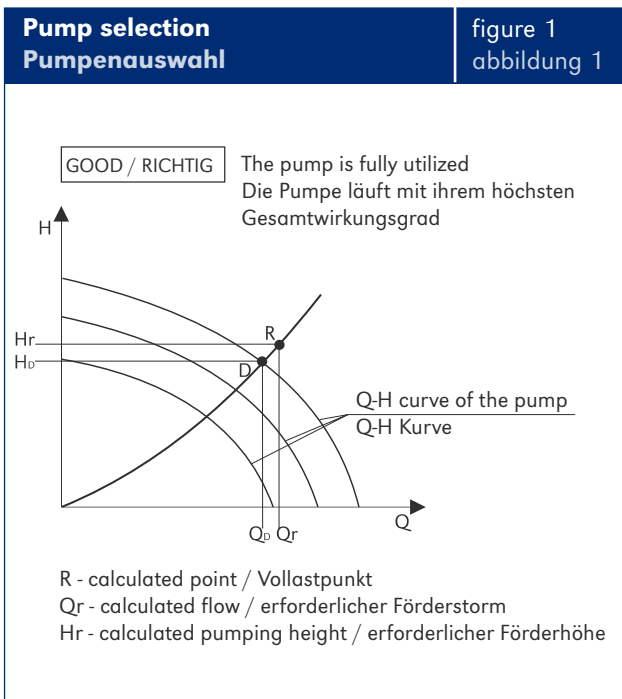 Pump selection
Pumpenauswahl
figure 1
abbildung 1
GOOD / RICHTIG
The pump is fully utilized
Die Pumpe läuft mit ihrem höchsten
Gesamtwirkungsgrad
H
Hr
HD
R
D
Q-H curve of the pump
Q-H Kurve
Q
QD Qr
R - calculated point / Vollastpunkt
Qr - calculated flow / erforderlicher Förderstorm
Hr - calculated pumping height / erforderlicher Förderhöhe